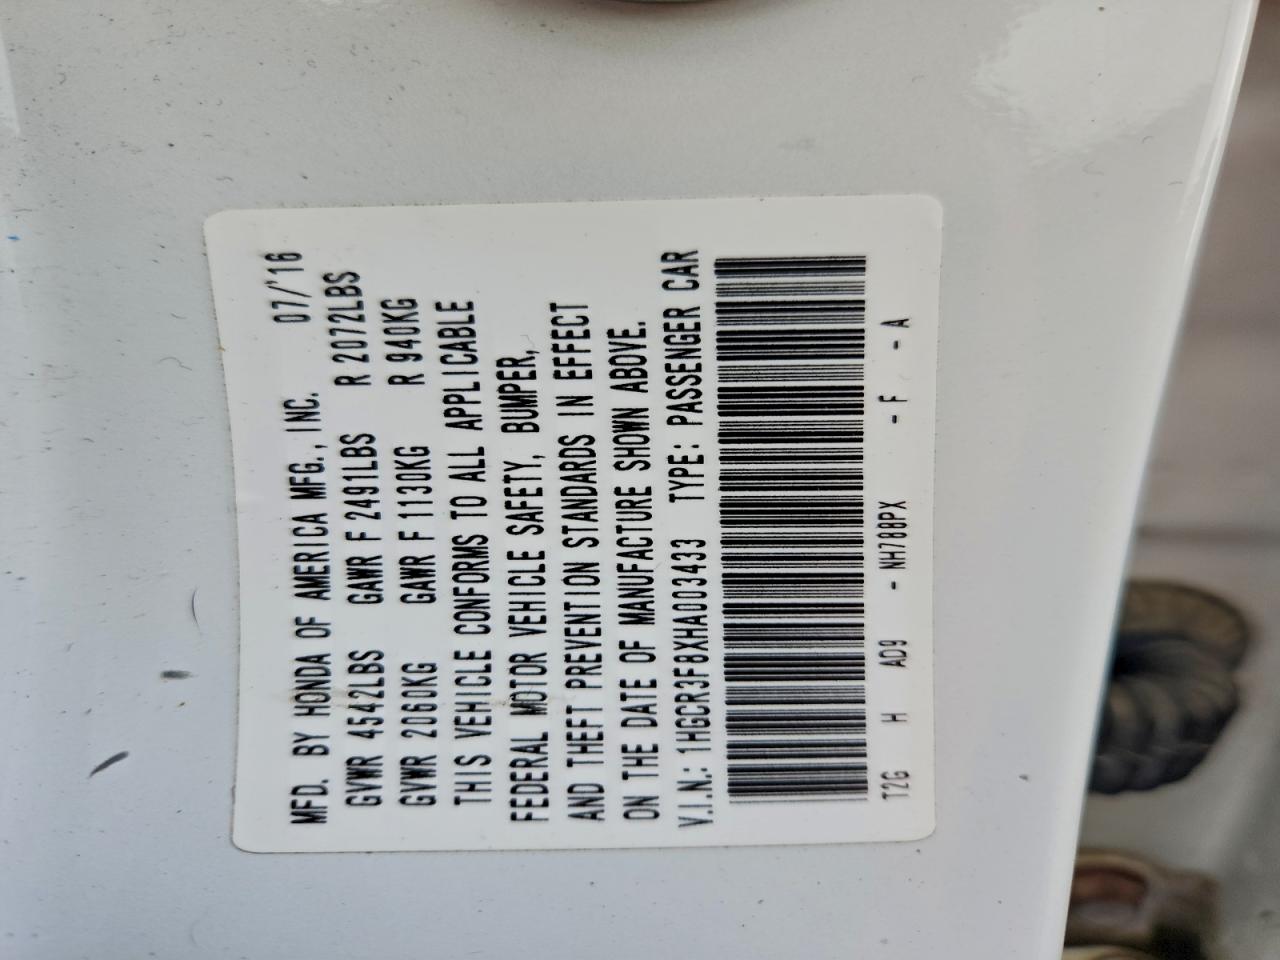 MFD. BY HONDA OF AMERICA MFG., INC. 07/'16
GVWR 4542LBS GAWR F 2491LBS R 2072LBS
GVWR 2060KG GAWR F 1130KG R 940KG
THIS VEHICLE CONFORMS TO ALL APPLICABLE
FEDERAL MOTOR VEHICLE SAFETY, BUMPER,
AND THEFT PREVENTION STANDARDS IN EFFECT
ON THE DATE OF MANUFACTURE SHOWN ABOVE.
V.I.N.: 1HGCR3F8XHA003433 TYPE: PASSENGER CAR
T2G H AD9 - NH788PX - F - A